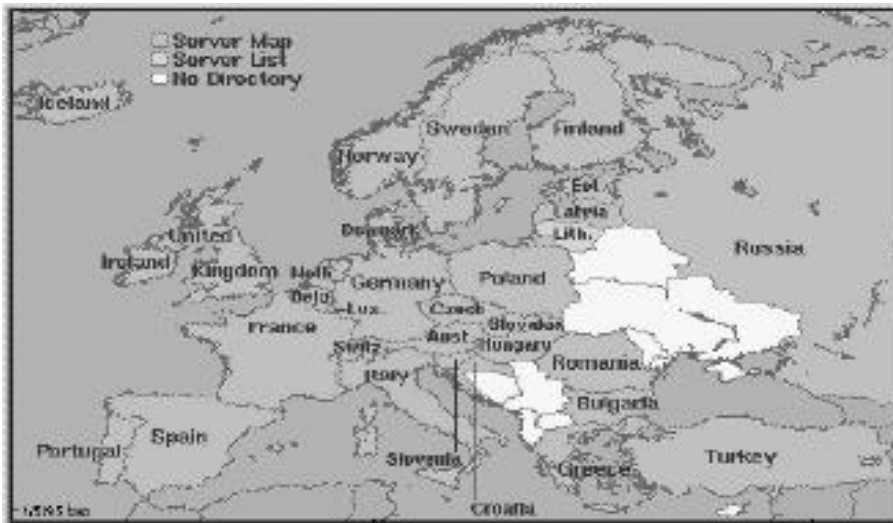 Server Map
Server List
No Directory
Iceland
Sweden
Finland
Norway
Est.
Latvia
Lith.
Denmark
Russia
United
Kingdom
Ireland
Neth
Germany
Poland
Lux.
Czech
France
Slovakia
Aust
Hungary
Switz
Romania
Italy
Bulgaria
Portugal
Spain
Slovenia
Greece
Turkey
Croatia